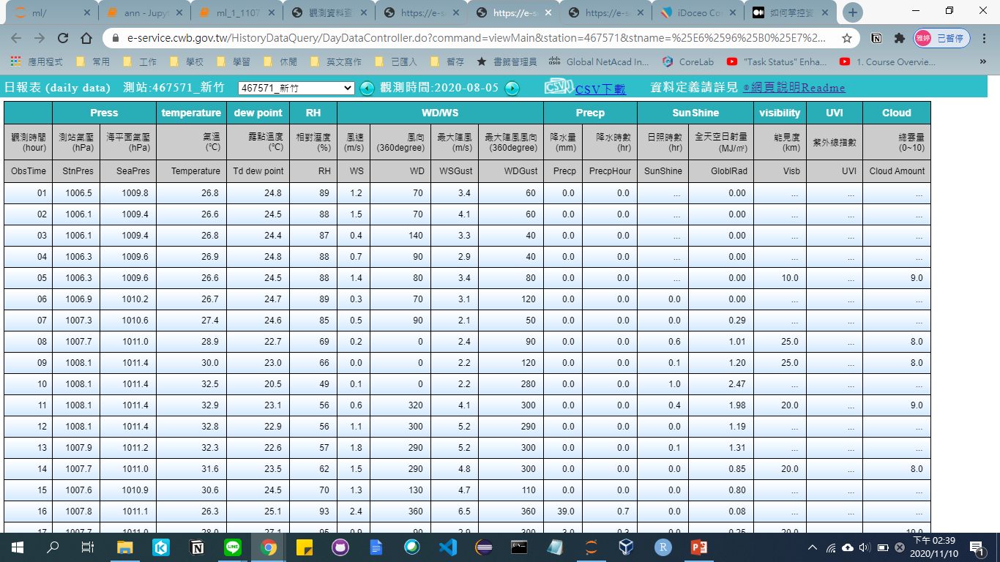 ml/ ann - Jupyt ml_1_1107 觀測資料查 https://e-s https://e-s https://e-s iDoceo Co 如何掌控資
e-service.cwb.gov.tw/HistoryDataQuery/DayDataController.do?command=viewMain&station=467571&stname=%25E6%2596%25B0%25E7%2... 雅婷 已暫停
應用程式 常用 工作 學校 學習 休閒 英文寫作 已匯入 暫存 書籤管理員 Global NetAcad In... CoreLab "Task Status" Enha... 1. Course Overvie... »
日報表 (daily data) 測站:467571_新竹 467571_新竹 觀測時間:2020-08-05 CSV CSV下載 資料定義請詳見 ⊙網頁說明Readme
Press temperature dew point RH WD/WS Precp SunShine visibility UVI Cloud
觀測時間 測站氣壓 海平面氣壓 氣溫 露點溫度 相對溼度 風速 風向 最大陣風 最大陣風風向 降水量 降水時數 日照時數 全天空日射量 能見度 紫外線指數 總雲量
(hour) (hPa) (hPa) (℃) (℃) (%) (m/s) (360degree) (m/s) (360degree) (mm) (hr) (hr) (MJ/㎡) (km) (0~10)
ObsTime StnPres SeaPres Temperature Td dew point RH WS WD WSGust WDGust Precp PrecpHour SunShine GloblRad Visb UVI Cloud Amount
01 1006.5 1009.8 26.8 24.8 89 1.2 70 3.4 60 0.0 0.0 ... 0.00 ... ... ...
02 1006.1 1009.4 26.6 24.5 88 1.5 70 4.1 60 0.0 0.0 ... 0.00 ... ... ...
03 1006.1 1009.4 26.8 24.4 87 0.4 140 3.3 40 0.0 0.0 ... 0.00 ... ... ...
04 1006.3 1009.6 26.9 24.8 88 0.7 90 2.9 40 0.0 0.0 ... 0.00 ... ... ...
05 1006.3 1009.6 26.6 24.5 88 1.4 80 3.4 80 0.0 0.0 ... 0.00 10.0 ... 9.0
06 1006.9 1010.2 26.7 24.7 89 0.3 70 3.1 120 0.0 0.0 0.0 0.00 ... ... ...
07 1007.3 1010.6 27.4 24.6 85 0.5 90 2.1 50 0.0 0.0 0.0 0.29 ... ... ...
08 1007.7 1011.0 28.9 22.7 69 0.2 0 2.4 90 0.0 0.0 0.6 1.01 25.0 ... 8.0
09 1008.1 1011.4 30.0 23.0 66 0.0 0 2.2 120 0.0 0.0 0.1 1.20 25.0 ... 8.0
10 1008.1 1011.4 32.5 20.5 49 0.1 0 2.2 280 0.0 0.0 1.0 2.47 ... ... ...
11 1008.1 1011.4 32.9 23.1 56 0.6 320 4.1 300 0.0 0.0 0.4 1.98 20.0 ... 9.0
12 1008.1 1011.4 32.8 22.9 56 1.1 300 5.2 290 0.0 0.0 0.0 1.19 ... ... ...
13 1007.9 1011.2 32.3 22.6 57 1.8 290 5.2 300 0.0 0.0 0.1 1.31 ... ... ...
14 1007.7 1011.0 31.6 23.5 62 1.5 290 4.8 300 0.0 0.0 0.0 0.85 20.0 ... 8.0
15 1007.6 1010.9 30.6 24.5 70 1.3 130 4.7 110 0.0 0.0 0.0 0.80 ... ... ...
16 1007.8 1011.1 26.3 25.1 93 2.4 360 6.5 360 39.0 0.7 0.0 0.08 ... ... ...
17 1007.7 1011.0 28.0 27.1 95 0.9 90 2.9 300 3.0 0.3 0.0 0.25 20.0 ... 10.0
下午 02:39
2020/11/10